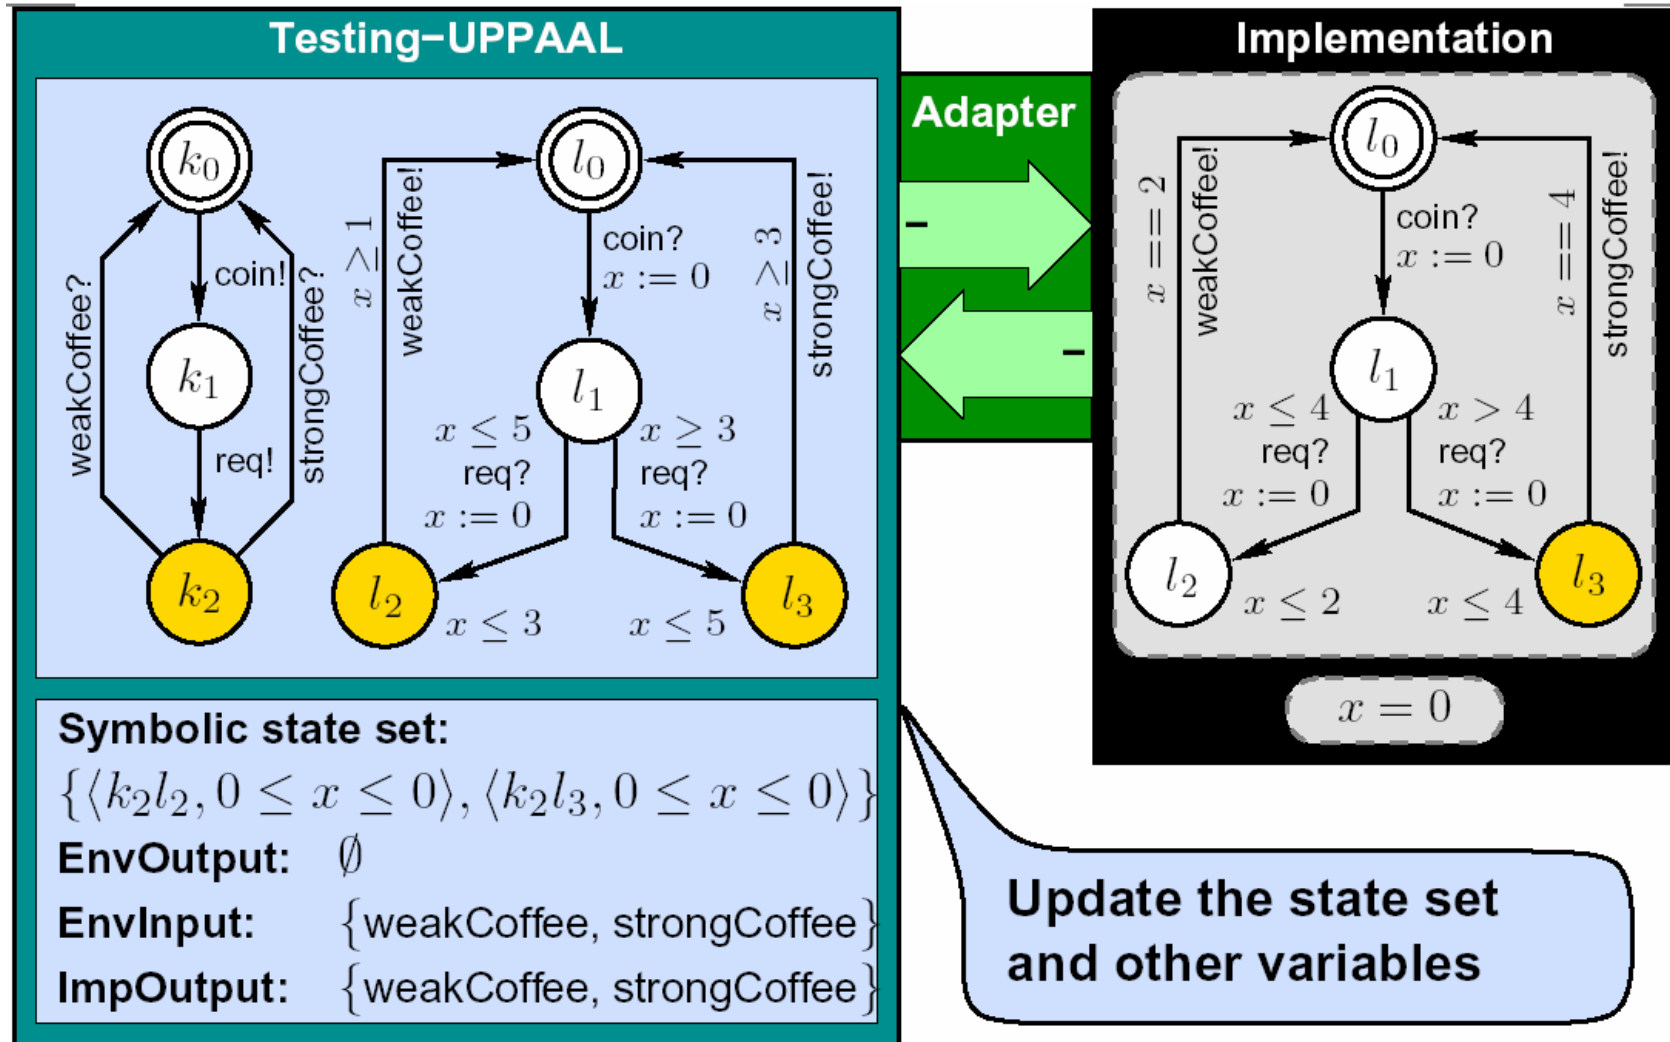 Testing−UPPAAL
k₀
coin!
k₁
req!
k₂
weakCoffee?
strongCoffee?
l₀
coin?
x := 0
l₁
x ≤ 5
req?
x := 0
x ≥ 3
req?
x := 0
l₂
x ≤ 3
l₃
x ≤ 5
x ≥ 1
weakCoffee!
x ≥ 3
strongCoffee!
Symbolic state set:
{⟨k₂l₂, 0 ≤ x ≤ 0⟩, ⟨k₂l₃, 0 ≤ x ≤ 0⟩}
EnvOutput: ∅
EnvInput: {weakCoffee, strongCoffee}
ImpOutput: {weakCoffee, strongCoffee}
Adapter
−
−
Implementation
l₀
coin?
x := 0
l₁
x ≤ 4
req?
x := 0
x > 4
req?
x := 0
l₂
x ≤ 2
l₃
x ≤ 4
x == 2
weakCoffee!
x == 4
strongCoffee!
x = 0
Update the state set
and other variables